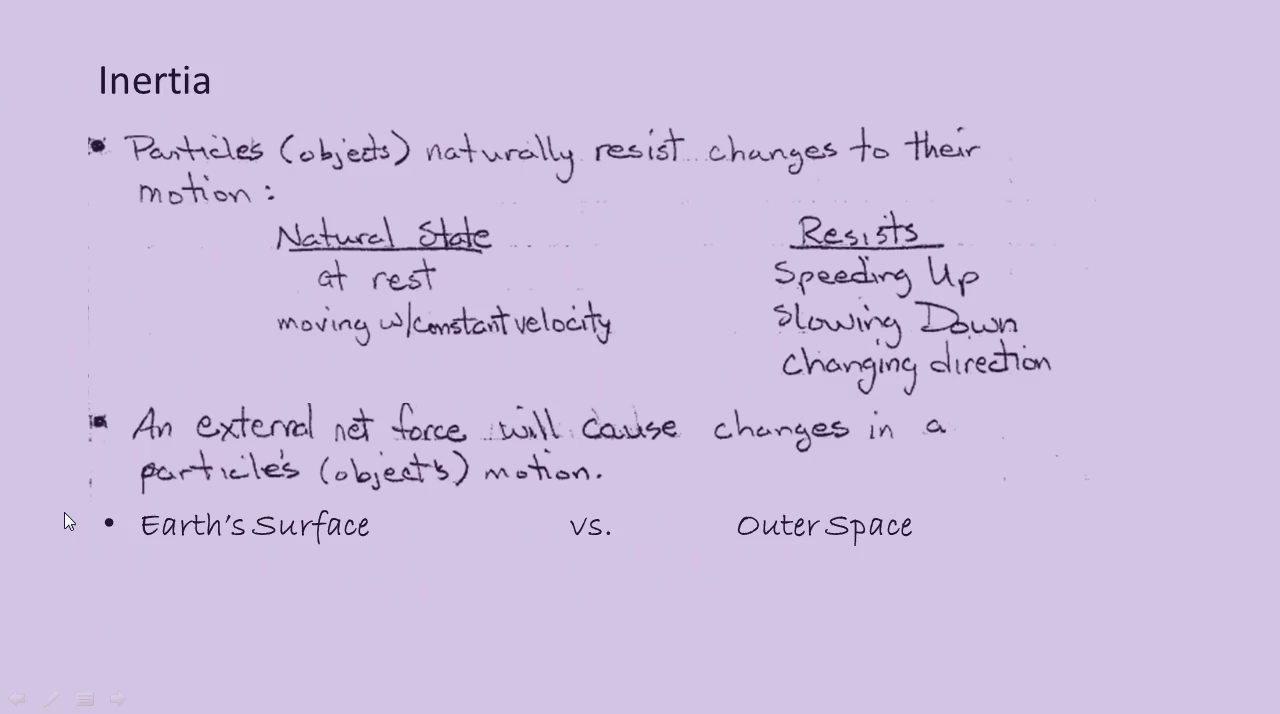 Inertia
• Particles (objects) naturally resist changes to their
motion:
Natural State Resists
at rest Speeding Up
moving w/constant velocity Slowing Down
Changing direction
• An external net force will cause changes in a
particle's (object's) motion.
• Earth's Surface vs. Outer Space